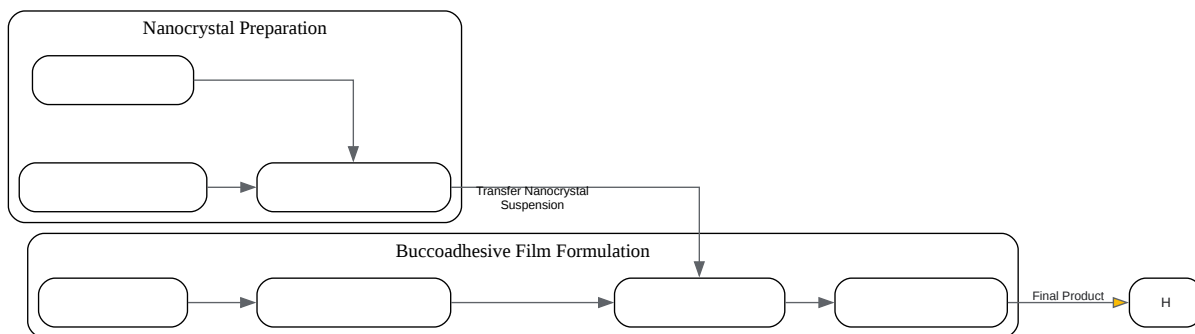 Nanocrystal Preparation
Transfer Nanocrystal
Suspension
Buccoadhesive Film Formulation
Final Product
H